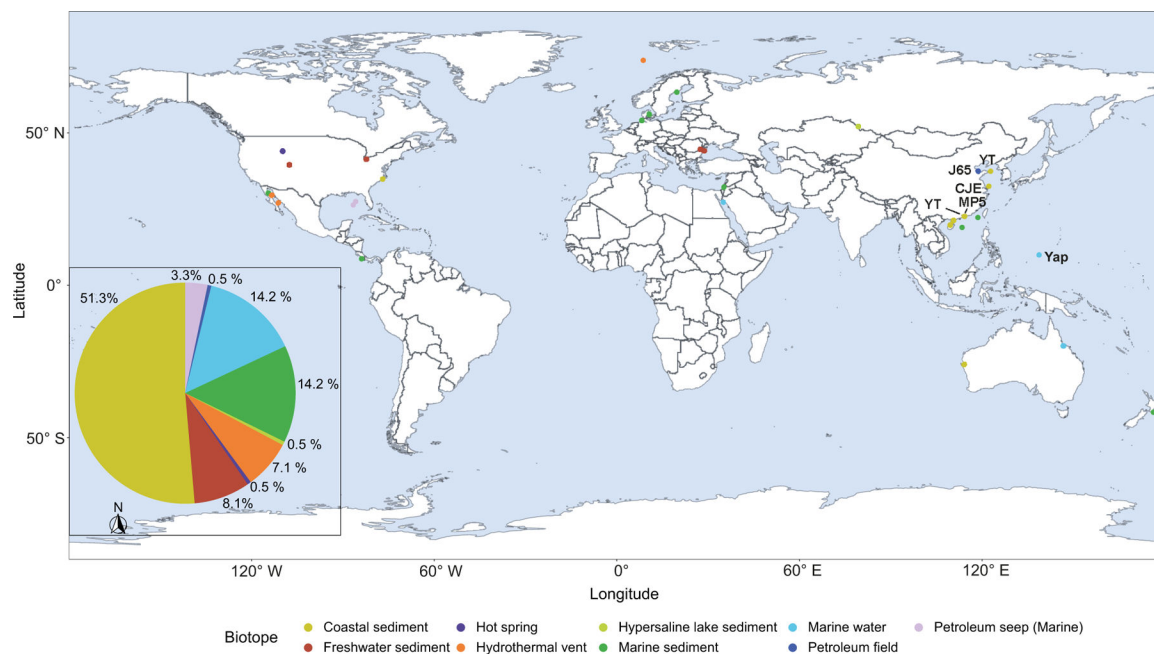 50° N
0°
50° S
Latitude
J65
YT
CJE
YT
MP5
Yap
51.3%
3.3%
0.5 %
14.2 %
14.2 %
0.5 %
7.1 %
0.5 %
8.1%
N
120° W
60° W
0°
60° E
120° E
Longitude
Biotope
Coastal sediment
Hot spring
Hypersaline lake sediment
Marine water
Petroleum seep (Marine)
Freshwater sediment
Hydrothermal vent
Marine sediment
Petroleum field